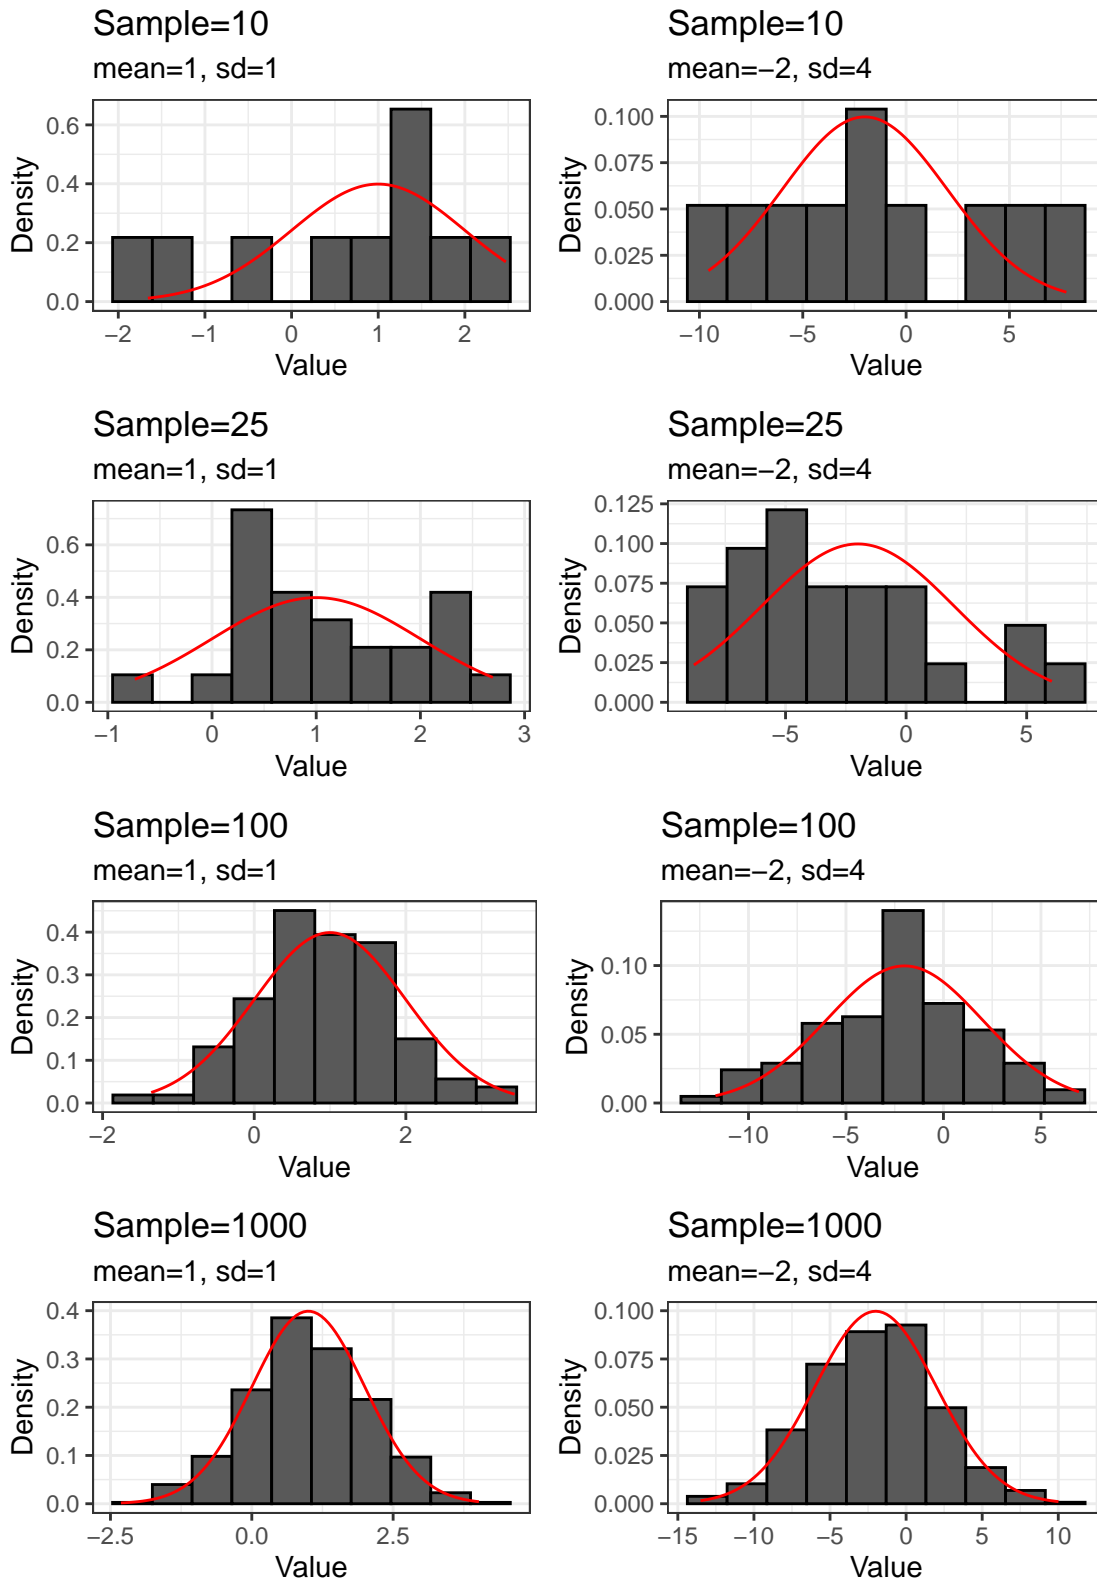 Sample=10
mean=1, sd=1
0.6
0.4
0.2
0.0
Density
−2 −1 0 1 2
Value
Sample=10
mean=−2, sd=4
0.100
0.075
0.050
0.025
0.000
Density
−10 −5 0 5
Value
Sample=25
mean=1, sd=1
0.6
0.4
0.2
0.0
Density
−1 0 1 2 3
Value
Sample=25
mean=−2, sd=4
0.125
0.100
0.075
0.050
0.025
0.000
Density
−5 0 5
Value
Sample=100
mean=1, sd=1
0.4
0.3
0.2
0.1
0.0
Density
−2 0 2
Value
Sample=100
mean=−2, sd=4
0.10
0.05
0.00
Density
−10 −5 0 5
Value
Sample=1000
mean=1, sd=1
0.4
0.3
0.2
0.1
0.0
Density
−2.5 0.0 2.5
Value
Sample=1000
mean=−2, sd=4
0.100
0.075
0.050
0.025
0.000
Density
−15 −10 −5 0 5 10
Value